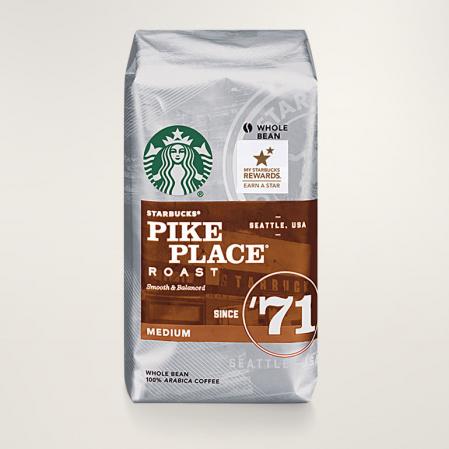 WHOLE
BEAN
MY STARBUCKS
REWARDS.
EARN A STAR
®
STARBUCKS®
PIKE
PLACE®
ROAST
SEATTLE, USA
Smooth & Balanced
SINCE
'71
MEDIUM
SEATTLE
WHOLE BEAN
100% ARABICA COFFEE